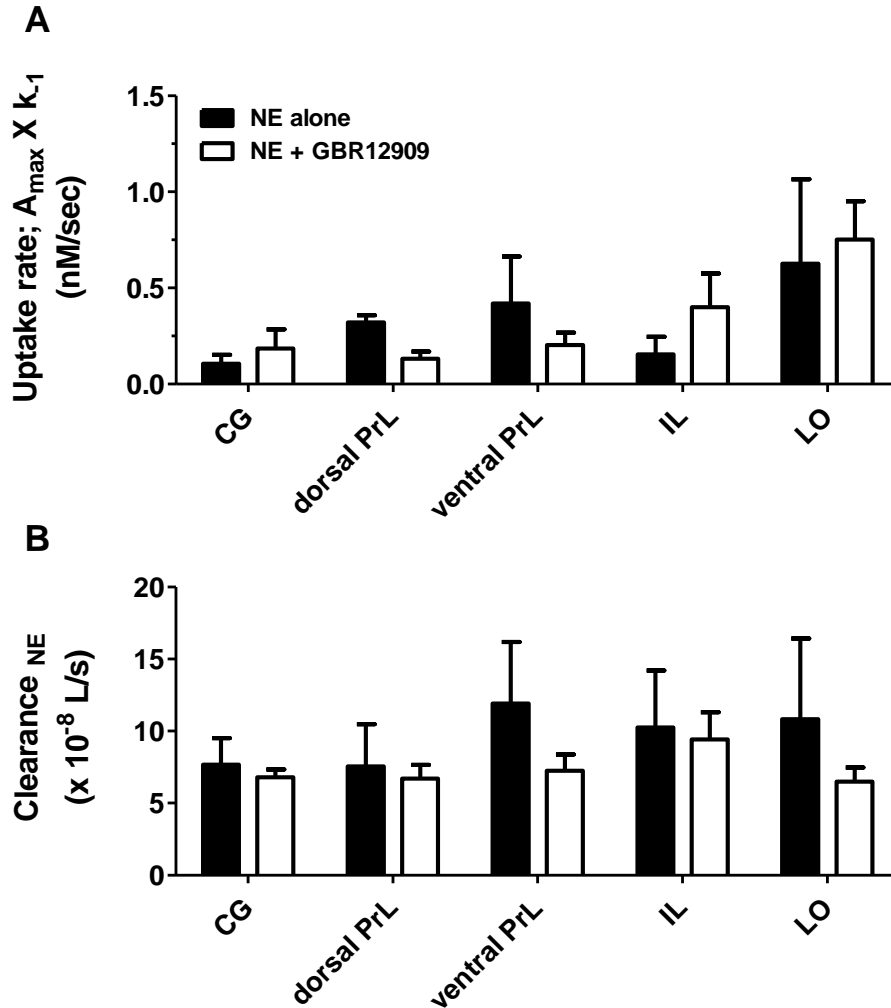 A
Uptake rate; Amax X k-1
(nM/sec)
1.5
1.0
0.5
0.0
NE alone
NE + GBR12909
CG
dorsal PrL
ventral PrL
IL
LO
B
Clearance NE
(x 10-8 L/s)
20
15
10
5
0
CG
dorsal PrL
ventral PrL
IL
LO